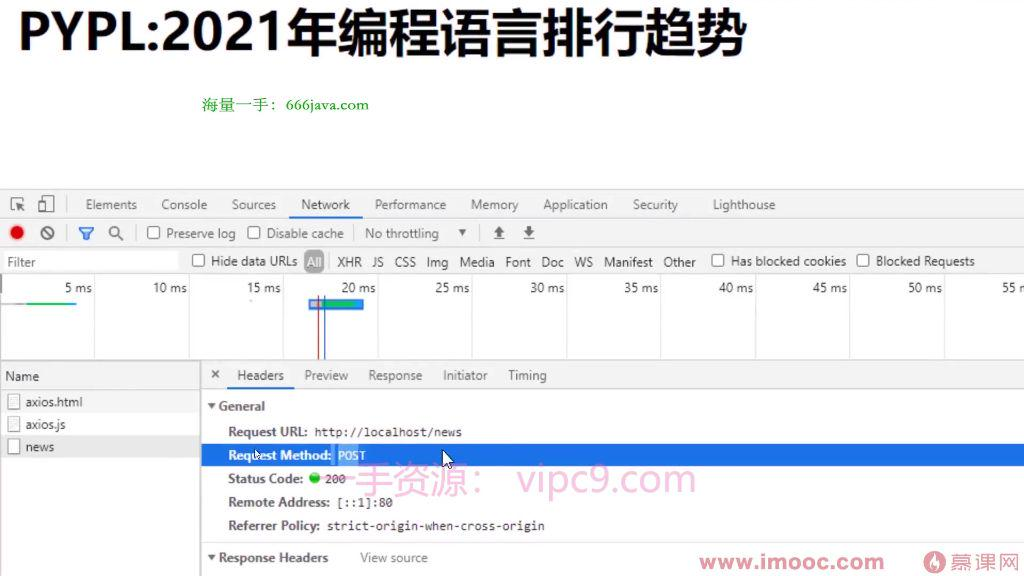 PYPL:2021年编程语言排行趋势
海量一手：666java.com
Elements Console Sources Network Performance Memory Application Security Lighthouse
Preserve log Disable cache No throttling
Filter Hide data URLs All XHR JS CSS Img Media Font Doc WS Manifest Other Has blocked cookies Blocked Requests
5 ms 10 ms 15 ms 20 ms 25 ms 30 ms 35 ms 40 ms 45 ms 50 ms 55 m
Name
axios.html
axios.js
news
Headers Preview Response Initiator Timing
General
Request URL: http://localhost/news
Request Method: POST
Status Code: 200
一手资源： vipc9.com
Remote Address: [::1]:80
Referrer Policy: strict-origin-when-cross-origin
Response Headers View source
www.imooc.com 慕课网